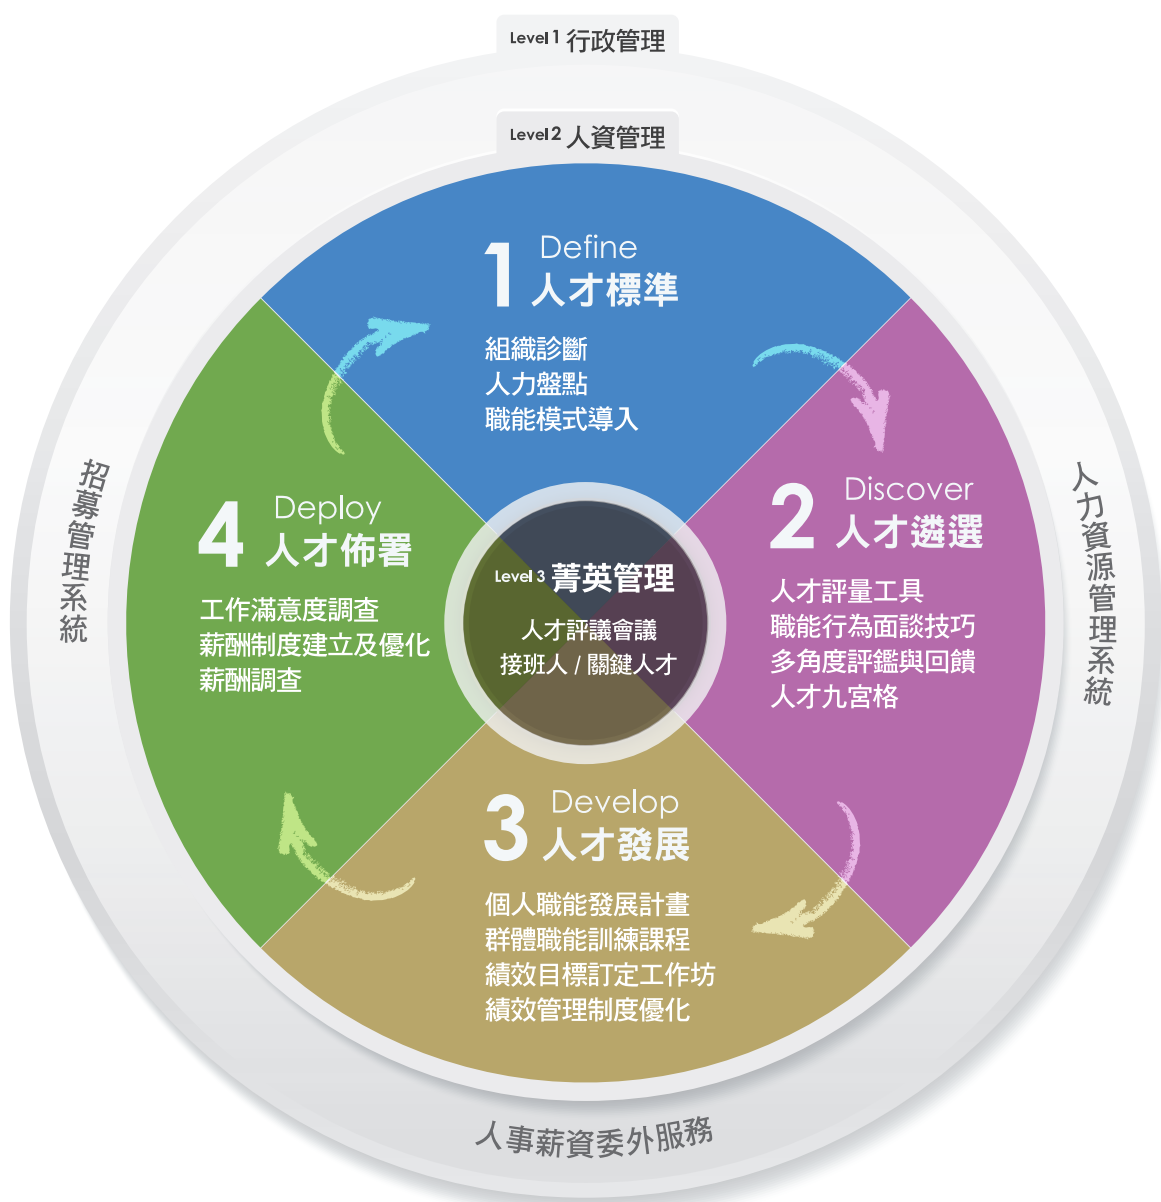 Level 1 行政管理
Level 2 人資管理
1 Define
人才標準
組織診斷
人力盤點
職能模式導入
2 Discover
人才遴選
人才評量工具
職能行為面談技巧
多角度評鑑與回饋
人才九宮格
3 Develop
人才發展
個人職能發展計畫
群體職能訓練課程
績效目標訂定工作坊
績效管理制度優化
4 Deploy
人才佈署
工作滿意度調查
薪酬制度建立及優化
薪酬調查
Level 3 菁英管理
人才評議會議
接班人 / 關鍵人才
招募管理系統
人力資源管理系統
人事薪資委外服務